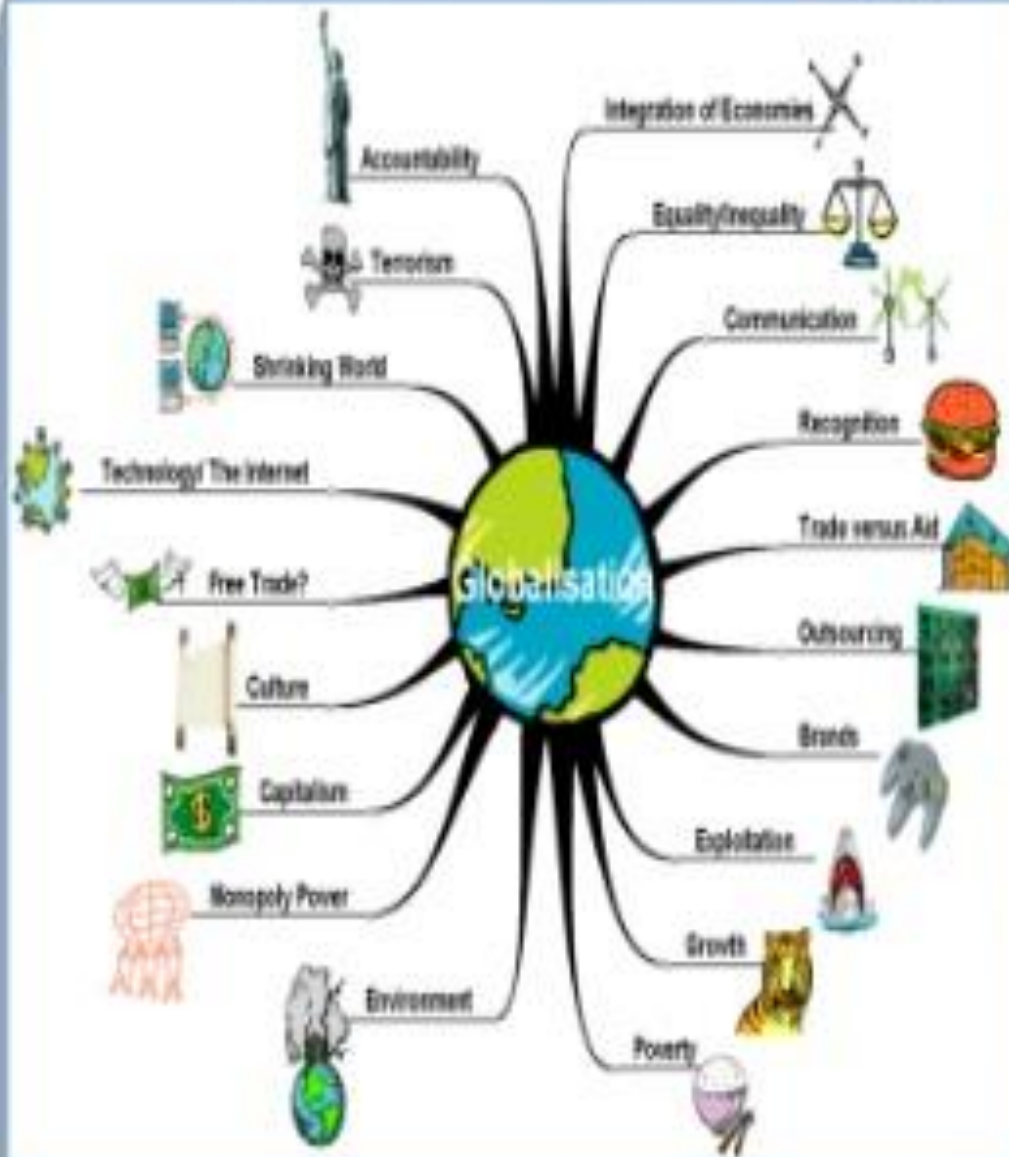 Integration of Economies
Accountability
Equality/Inequality
Terrorism
Communication
Shrinking World
Recognition
Technology/ The Internet
Trade versus Aid
Free Trade?
Globalisation
Outsourcing
Culture
Brands
Capitalism
Exploitation
Monopoly Power
Growth
Environment
Poverty
$